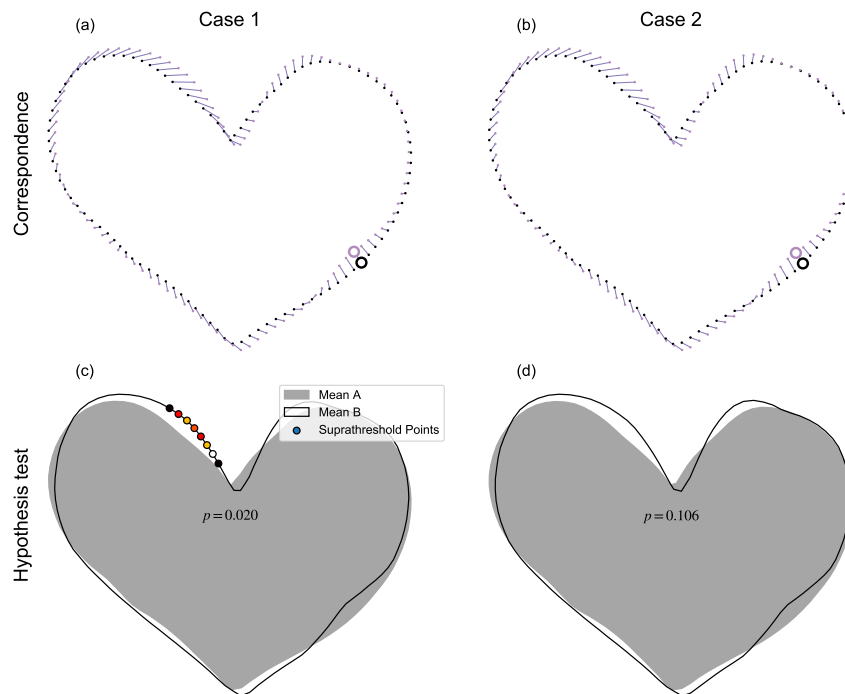 Case 1
Case 2
(a)
(b)
Correspondence
(c)
(d)
Mean A
Mean B
Suprathreshold Points
Hypothesis test
p = 0.020
p = 0.106